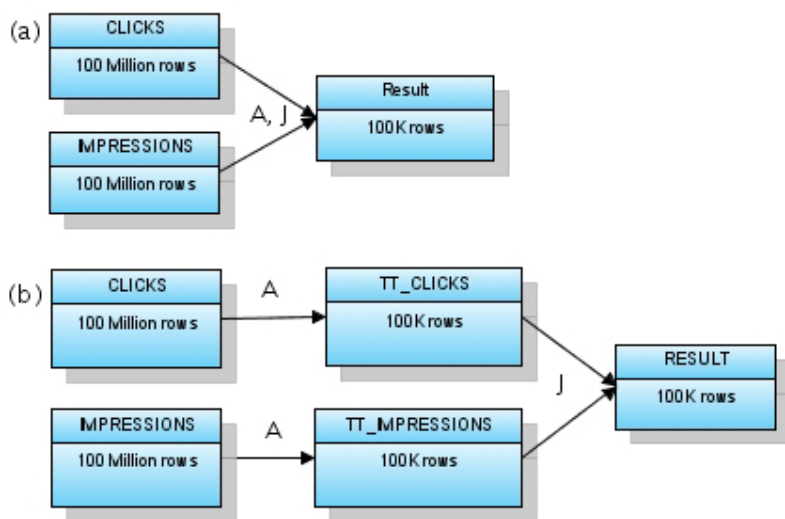 (a)
CLICKS
100 Million rows
IMPRESSIONS
100 Million rows
A, J
Result
100K rows
(b)
CLICKS
100 Million rows
A
TT_CLICKS
100K rows
IMPRESSIONS
100 Million rows
A
TT_IMPRESSIONS
100K rows
J
RESULT
100K rows